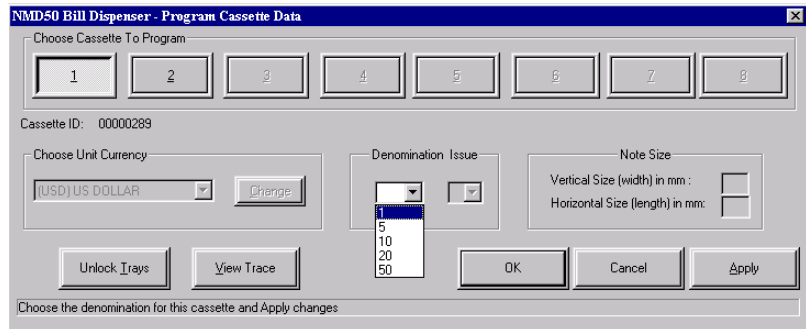 NMD50 Bill Dispenser - Program Cassette Data
Choose Cassette To Program
1 2 3 4 5 6 7 8
Cassette ID: 00000289
Choose Unit Currency
Denomination Issue
Note Size
(USD) US DOLLAR
Change
Vertical Size (width) in mm :
Horizontal Size (length) in mm:
1
5
10
20
50
Unlock Trays
View Trace
OK
Cancel
Apply
Choose the denomination for this cassette and Apply changes